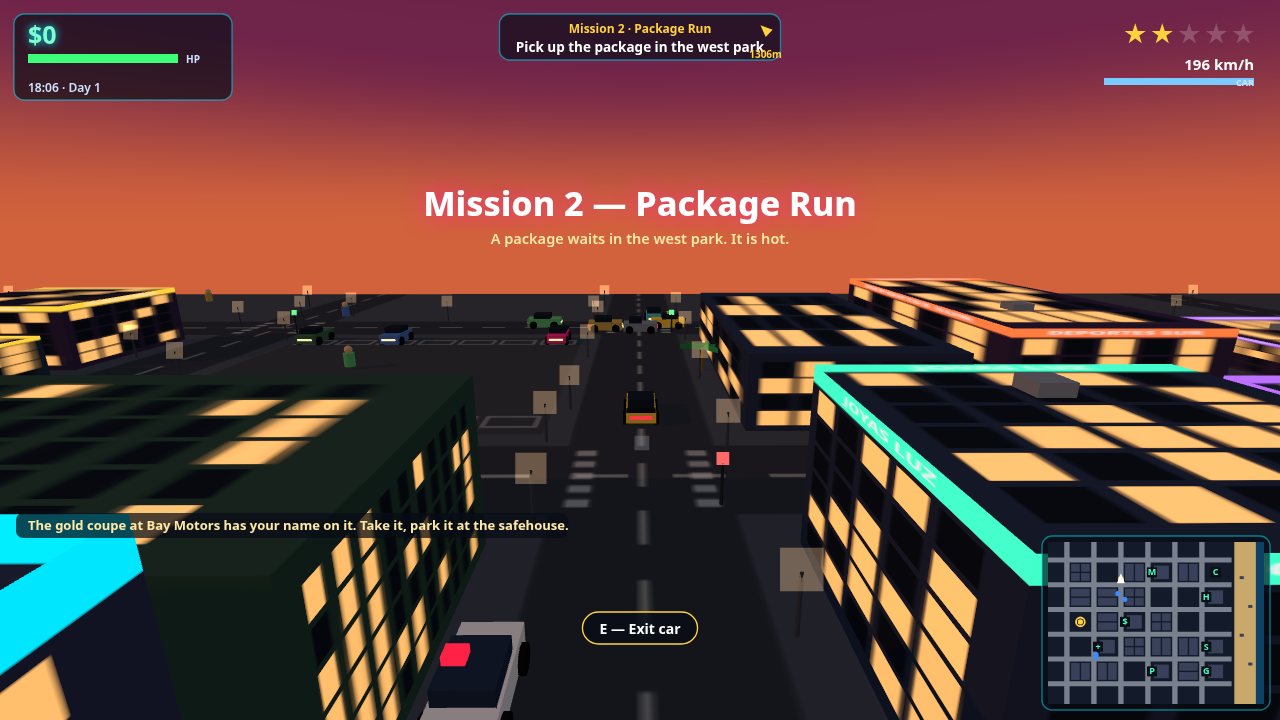 $0
HP
18:06 · Day 1
Mission 2 · Package Run
Pick up the package in the west park
1306m
196 km/h
CAR
Mission 2 — Package Run
A package waits in the west park. It is hot.
DEPORTES SUR
JOYAS LUZ
The gold coupe at Bay Motors has your name on it. Take it, park it at the safehouse.
E — Exit car
M
C
H
$
+
S
P
G